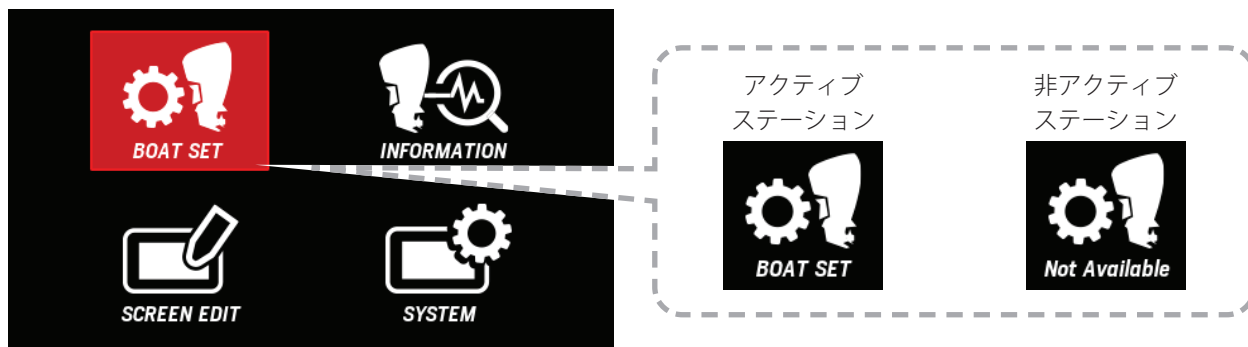 BOAT SET
INFORMATION
SCREEN EDIT
SYSTEM
アクティブ
ステーション
BOAT SET
非アクティブ
ステーション
Not Available